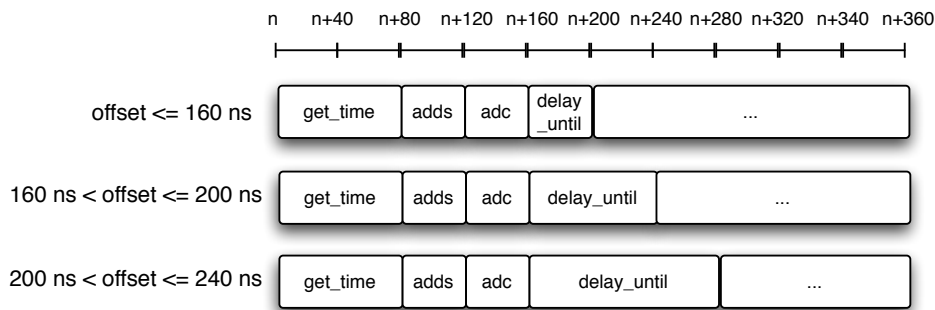 n n+40 n+80 n+120 n+160 n+200 n+240 n+280 n+320 n+340 n+360
offset <= 160 ns get_time adds adc delay
_until ...
160 ns < offset <= 200 ns get_time adds adc delay_until ...
200 ns < offset <= 240 ns get_time adds adc delay_until ...